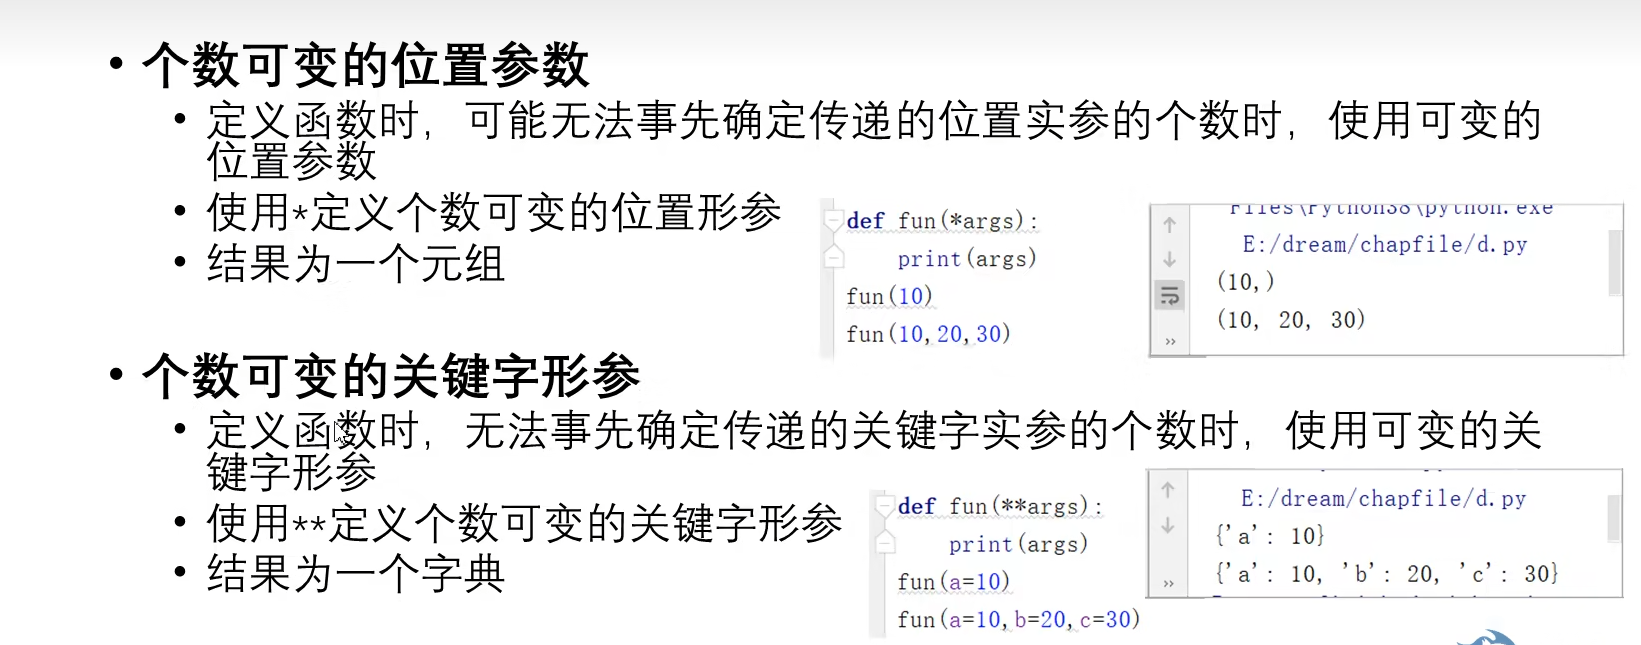 • 个数可变的位置参数
• 定义函数时，可能无法事先确定传递的位置实参的个数时，使用可变的
位置参数
• 使用*定义个数可变的位置形参
• 结果为一个元组
def fun(*args):
print(args)
fun(10)
fun(10,20,30)
Files\Python38\python.exe
E:/dream/chapfile/d.py
(10,)
(10, 20, 30)
• 个数可变的关键字形参
• 定义函数时，无法事先确定传递的关键字实参的个数时，使用可变的关
键字形参
• 使用**定义个数可变的关键字形参
• 结果为一个字典
def fun(**args):
print(args)
fun(a=10)
fun(a=10,b=20,c=30)
E:/dream/chapfile/d.py
{'a': 10}
{'a': 10, 'b': 20, 'c': 30}